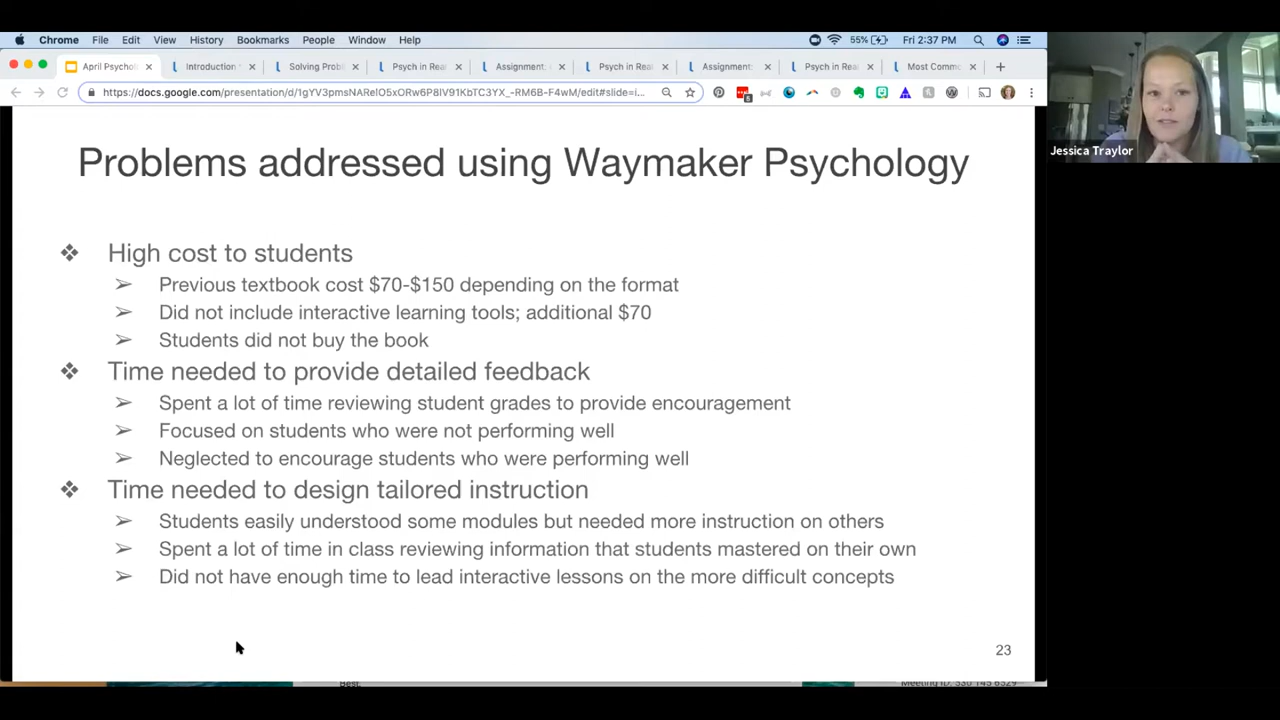 Chrome File Edit View History Bookmarks People Window Help 55% Fri 2:37 PM
April Psychol Introduction Solving Probl Psych in Rea Assignment: Psych in Rea Assignment: Psych in Rea Most Comm
https://docs.google.com/presentation/d/1gYV3pmsNAReIO5xORw6P8IV91KbTC3YX_-RM6B-F4wM/edit#slide=i...
Jessica Traylor
Problems addressed using Waymaker Psychology
❖ High cost to students
➢ Previous textbook cost $70-$150 depending on the format
➢ Did not include interactive learning tools; additional $70
➢ Students did not buy the book
❖ Time needed to provide detailed feedback
➢ Spent a lot of time reviewing student grades to provide encouragement
➢ Focused on students who were not performing well
➢ Neglected to encourage students who were performing well
❖ Time needed to design tailored instruction
➢ Students easily understood some modules but needed more instruction on others
➢ Spent a lot of time in class reviewing information that students mastered on their own
➢ Did not have enough time to lead interactive lessons on the more difficult concepts
23
Best,
Meeting ID: 330 145 6329